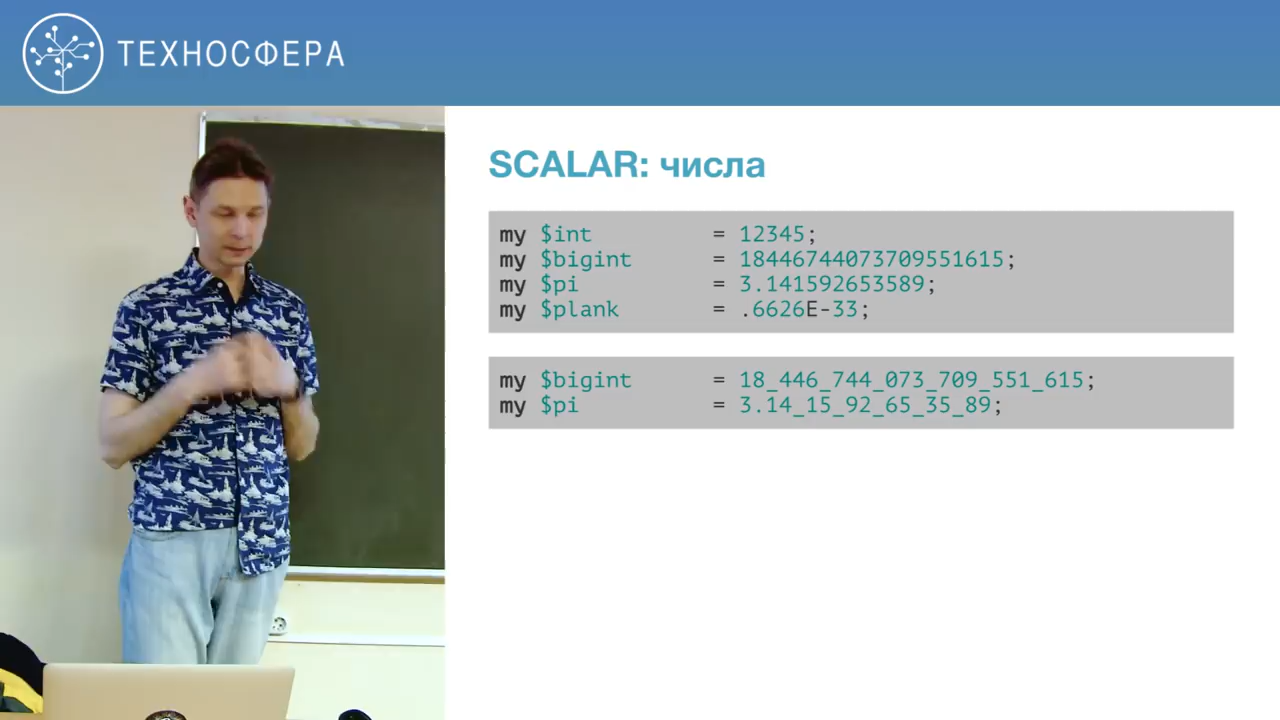 ТЕХНОСФЕРА
SCALAR: числа
my $int = 12345;
my $bigint = 18446744073709551615;
my $pi = 3.141592653589;
my $plank = .6626E-33;
my $bigint = 18_446_744_073_709_551_615;
my $pi = 3.14_15_92_65_35_89;